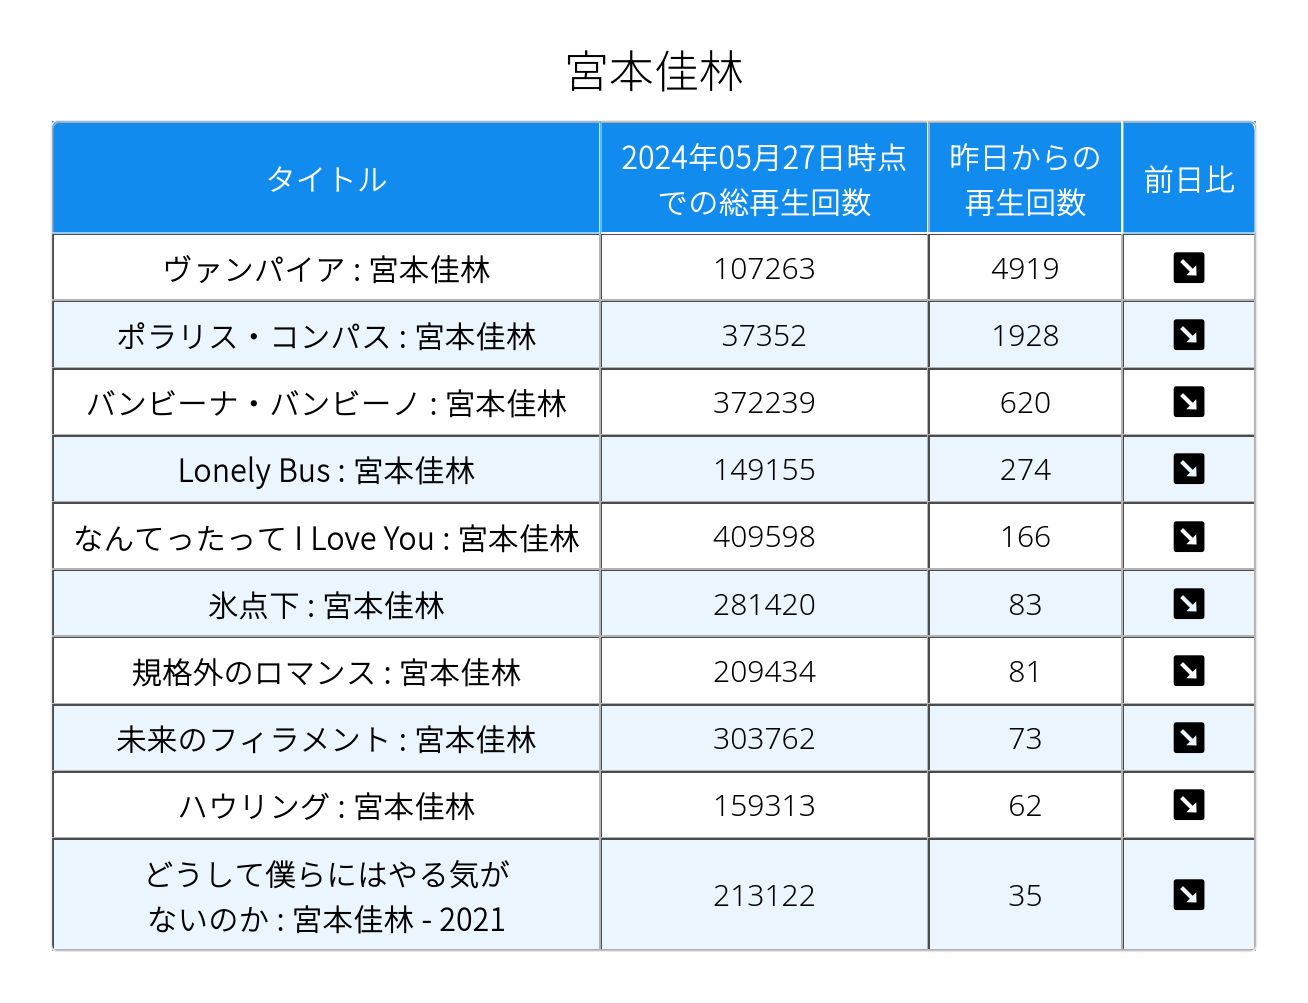 宮本佳林
タイトル
2024年05月27日時点
での総再生回数
昨日からの
再生回数
前日比
ヴァンパイア : 宮本佳林 107263 4919
ポラリス・コンパス : 宮本佳林 37352 1928
バンビーナ・バンビーノ : 宮本佳林 372239 620
Lonely Bus : 宮本佳林 149155 274
なんてったって I Love You : 宮本佳林 409598 166
氷点下 : 宮本佳林 281420 83
規格外のロマンス : 宮本佳林 209434 81
未来のフィラメント : 宮本佳林 303762 73
ハウリング : 宮本佳林 159313 62
どうして僕らにはやる気が
ないのか : 宮本佳林 - 2021
213122 35